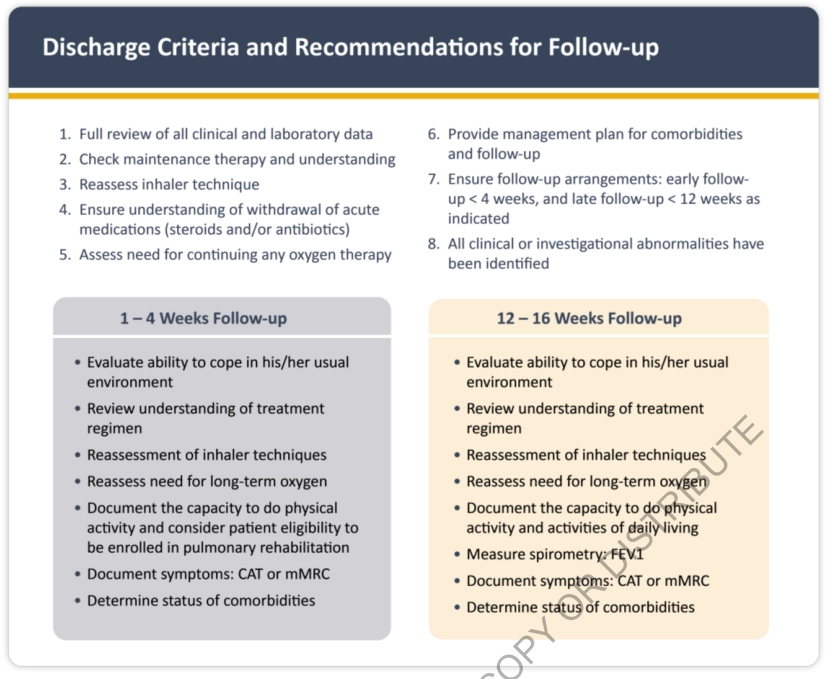 Discharge Criteria and Recommendations for Follow-up
1. Full review of all clinical and laboratory data
2. Check maintenance therapy and understanding
3. Reassess inhaler technique
4. Ensure understanding of withdrawal of acute
medications (steroids and/or antibiotics)
5. Assess need for continuing any oxygen therapy
6. Provide management plan for comorbidities
and follow-up
7. Ensure follow-up arrangements: early follow-
up < 4 weeks, and late follow-up < 12 weeks as
indicated
8. All clinical or investigational abnormalities have
been identified
1 – 4 Weeks Follow-up
• Evaluate ability to cope in his/her usual
environment
• Review understanding of treatment
regimen
• Reassessment of inhaler techniques
• Reassess need for long-term oxygen
• Document the capacity to do physical
activity and consider patient eligibility to
be enrolled in pulmonary rehabilitation
• Document symptoms: CAT or mMRC
• Determine status of comorbidities
12 – 16 Weeks Follow-up
• Evaluate ability to cope in his/her usual
environment
• Review understanding of treatment
regimen
• Reassessment of inhaler techniques
• Reassess need for long-term oxygen
• Document the capacity to do physical
activity and activities of daily living
• Measure spirometry: FEV1
• Document symptoms: CAT or mMRC
• Determine status of comorbidities
COPY OR DISTRIBUTE